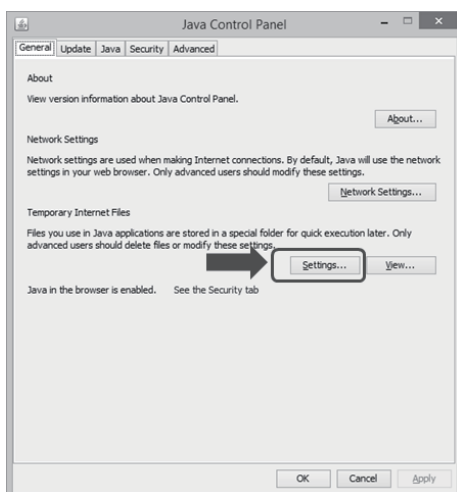 Java Control Panel
General Update Java Security Advanced
About
View version information about Java Control Panel.
About...
Network Settings
Network settings are used when making Internet connections. By default, Java will use the network
settings in your web browser. Only advanced users should modify these settings.
Network Settings...
Temporary Internet Files
Files you use in Java applications are stored in a special folder for quick execution later. Only
advanced users should delete files or modify these settings.
Settings... View...
Java in the browser is enabled. See the Security tab
OK Cancel Apply